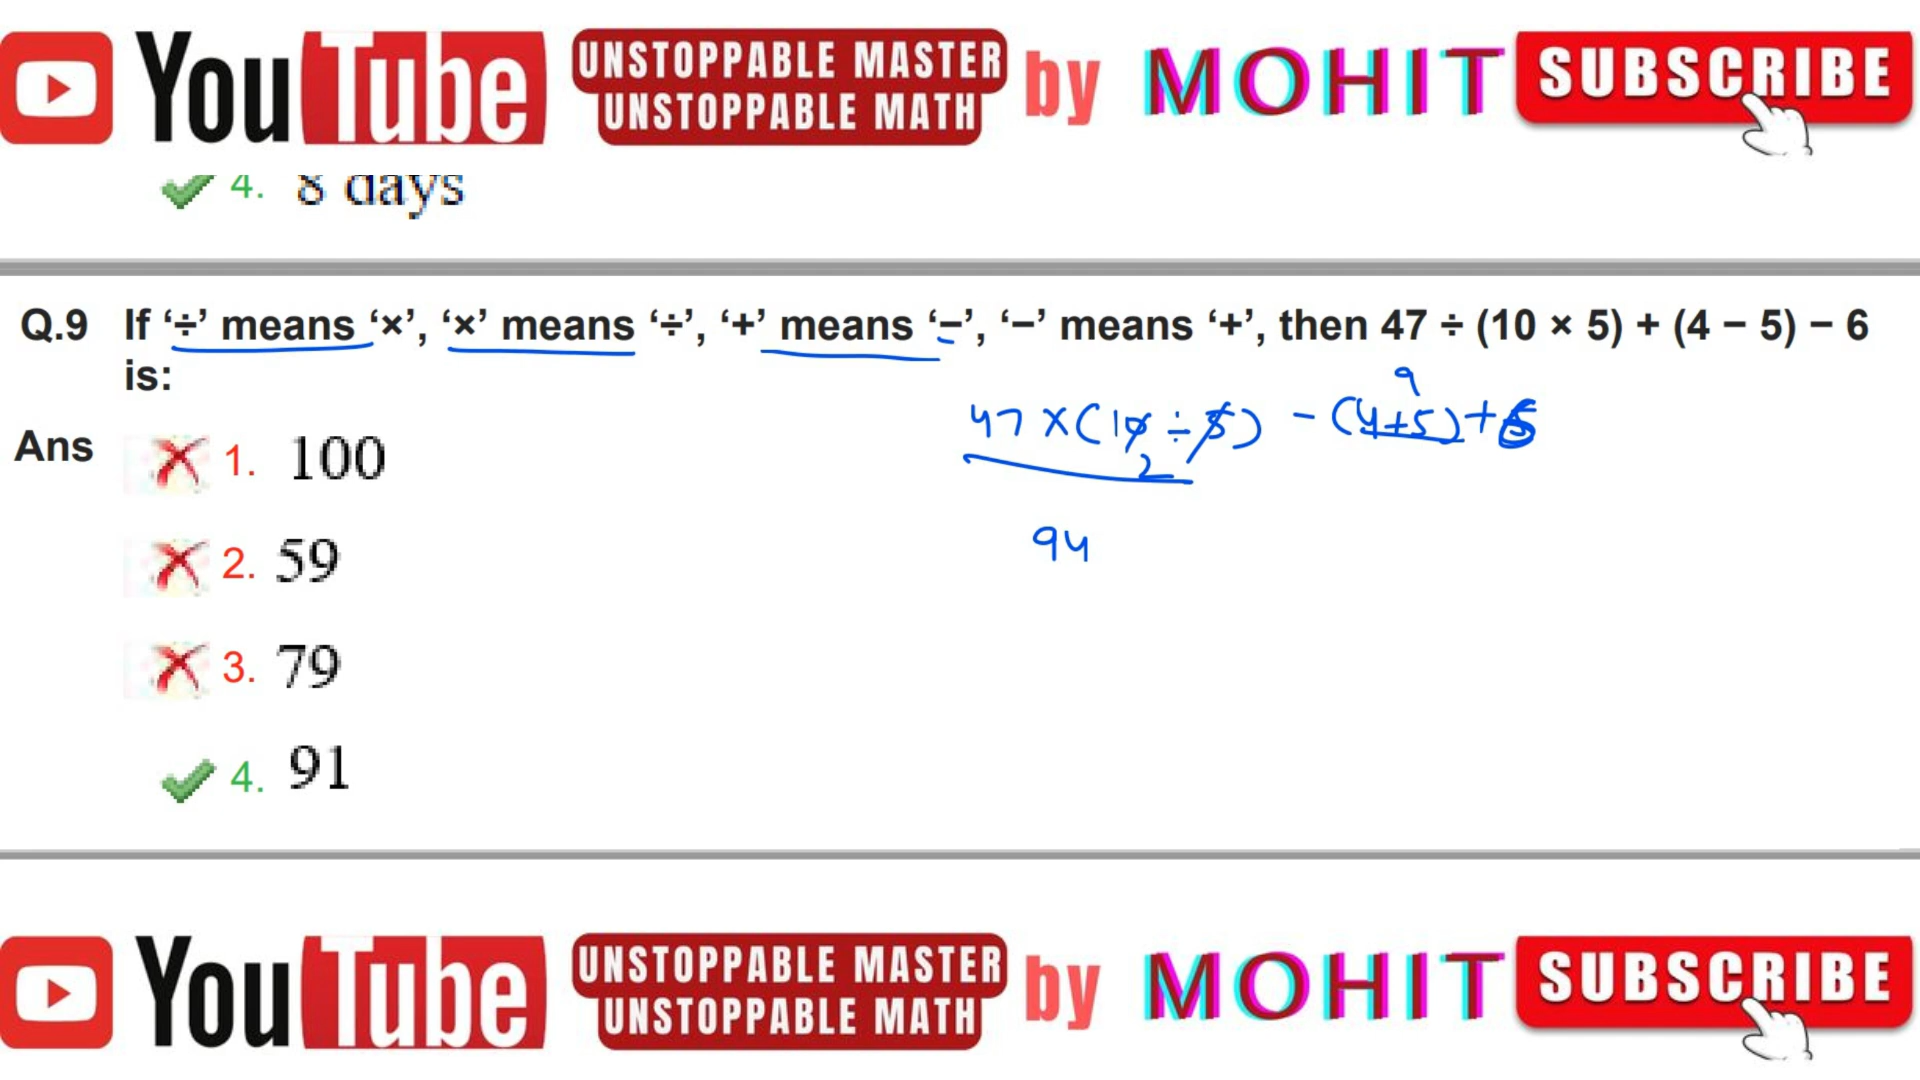 YouTube UNSTOPPABLE MASTER by MOHIT SUBSCRIBE
UNSTOPPABLE MATH
4. 8 days
Q.9 If ‘÷’ means ‘×’, ‘×’ means ‘÷’, ‘+’ means ‘−’, ‘−’ means ‘+’, then 47 ÷ (10 × 5) + (4 − 5) − 6
is:
9
47 × (10 ÷ 5) - (4+5) + 6
2
94
Ans 1. 100
2. 59
3. 79
4. 91
YouTube UNSTOPPABLE MASTER by MOHIT SUBSCRIBE
UNSTOPPABLE MATH